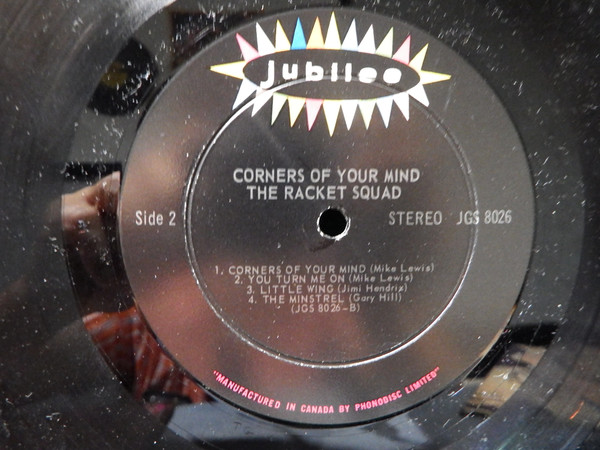 Jubilee
CORNERS OF YOUR MIND
THE RACKET SQUAD
Side 2
STEREO JGS 8026
1. CORNERS OF YOUR MIND (Mike Lewis)
2. YOU TURN ME ON (Mike Lewis)
3. LITTLE WING (Jimi Hendrix)
4. THE MINSTREL (Gary Hill)
(JGS 8026-B)
"MANUFACTURED IN CANADA BY PHONODISC LIMITED"